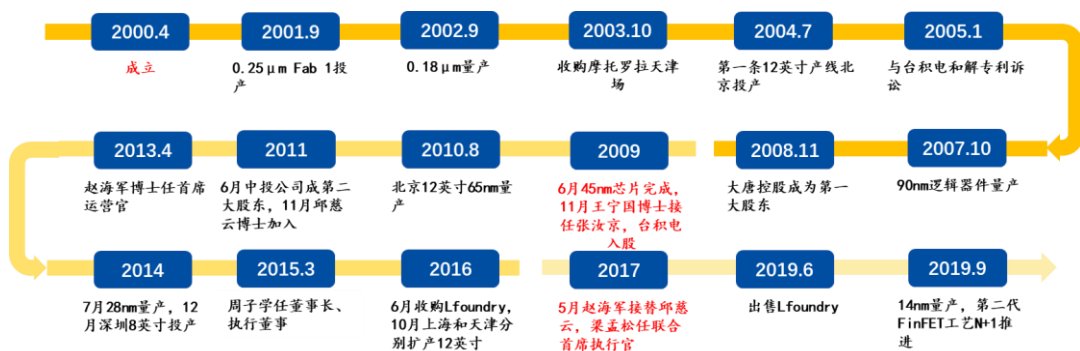 2000.4
成立
2001.9
0.25μm Fab 1投
产
2002.9
0.18μm量产
2003.10
收购摩托罗拉天津
场
2004.7
第一条12英寸产线北
京投产
2005.1
与台积电和解专利诉
讼
2007.10
90nm逻辑器件量产
2008.11
大唐控股成为第一
大股东
2009
6月45nm芯片完成，
11月王宁国博士接
任张汝京，台积电
入股
2010.8
北京12英寸65nm量
产
2011
6月中投公司成第二
大股东，11月邱慈
云博士加入
2013.4
赵海军博士任首席
运营官
2014
7月28nm量产，12
月深圳8英寸投产
2015.3
周子学任董事长、
执行董事
2016
6月收购Lfoundry，
10月上海和天津分
别扩产12英寸
2017
5月赵海军接替邱慈
云，梁孟松任联合
首席执行官
2019.6
出售Lfoundry
2019.9
14nm量产，第二代
FinFET工艺N+1推
进